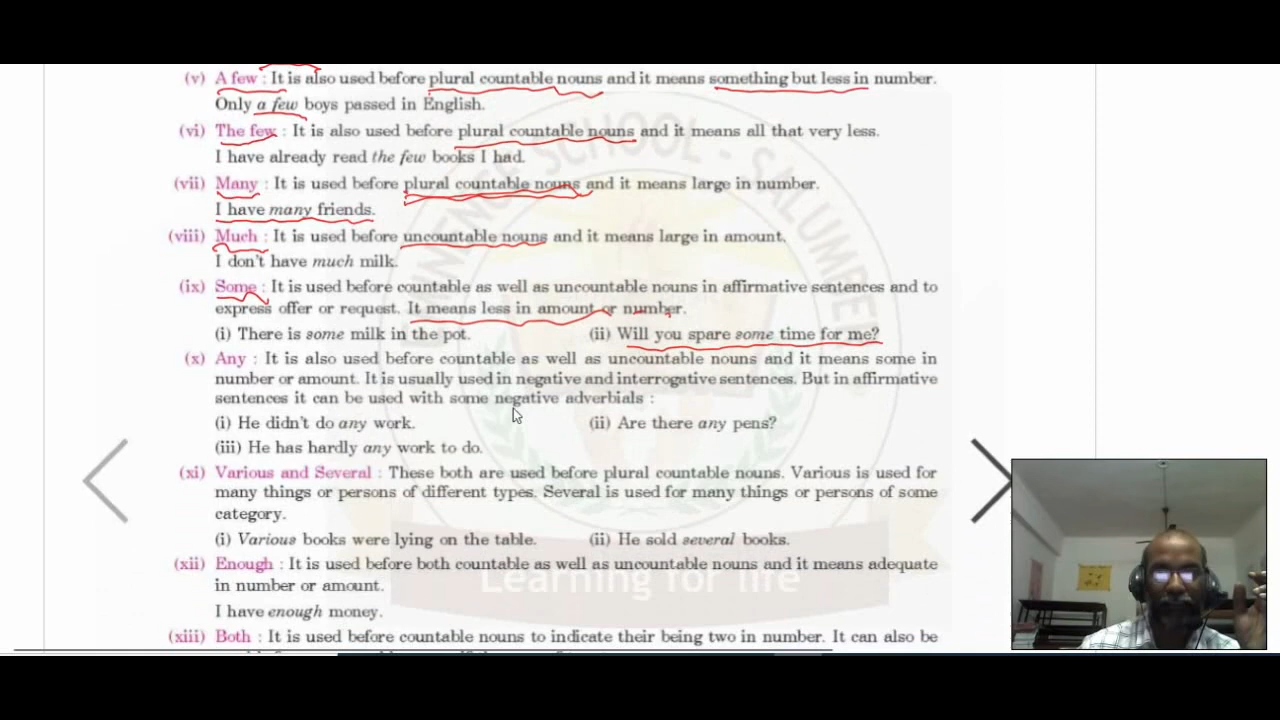 (v) A few : It is also used before plural countable nouns and it means something but less in number.
Only a few boys passed in English.
(vi) The few : It is also used before plural countable nouns and it means all that very less.
I have already read the few books I had.
(vii) Many : It is used before plural countable nouns and it means large in number.
I have many friends.
(viii) Much : It is used before uncountable nouns and it means large in amount.
I don't have much milk.
(ix) Some : It is used before countable as well as uncountable nouns in affirmative sentences and to
express offer or request. It means less in amount or number.
(i) There is some milk in the pot. (ii) Will you spare some time for me?
(x) Any : It is also used before countable as well as uncountable nouns and it means some in
number or amount. It is usually used in negative and interrogative sentences. But in affirmative
sentences it can be used with some negative adverbials :
(i) He didn't do any work. (ii) Are there any pens?
(iii) He has hardly any work to do.
(xi) Various and Several : These both are used before plural countable nouns. Various is used for
many things or persons of different types. Several is used for many things or persons of some
category.
(i) Various books were lying on the table. (ii) He sold several books.
(xii) Enough : It is used before both countable as well as uncountable nouns and it means adequate
in number or amount.
Learning for life
I have enough money.
(xiii) Both : It is used before countable nouns to indicate their being two in number. It can also be
SCHOOL - SALUMBER